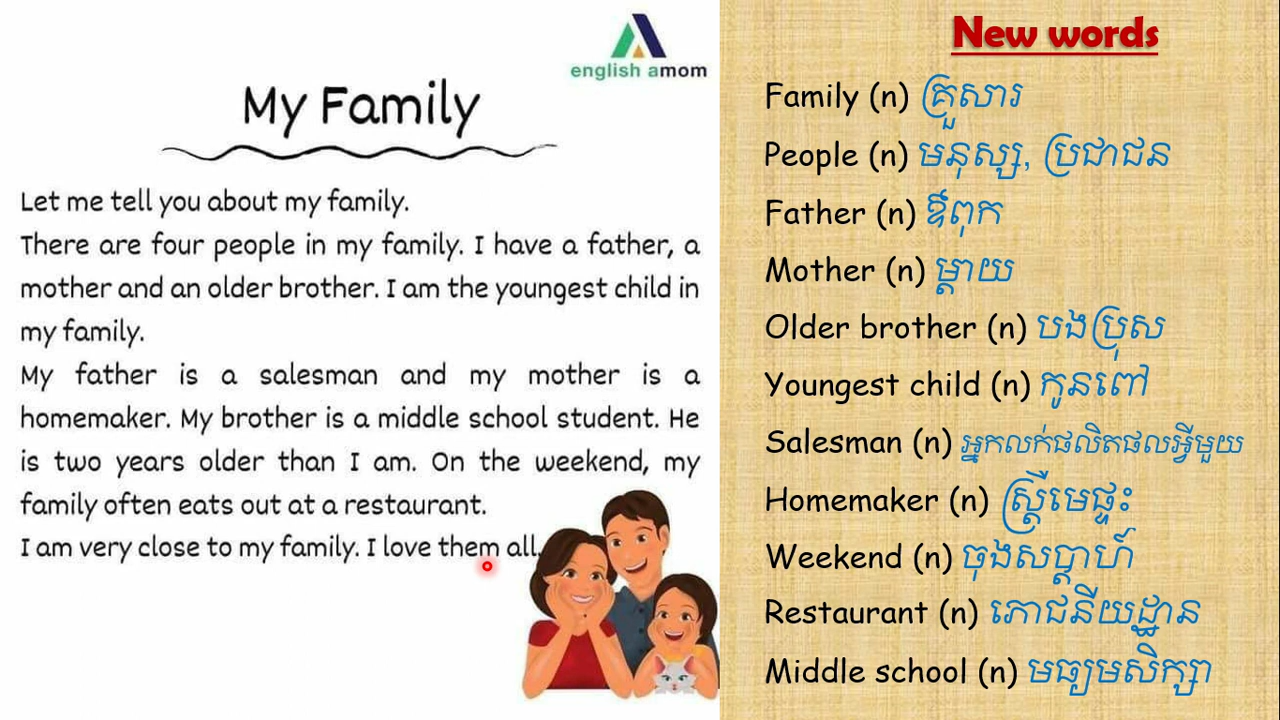 english amom
My Family
Let me tell you about my family.
There are four people in my family. I have a father, a
mother and an older brother. I am the youngest child in
my family.
My father is a salesman and my mother is a
homemaker. My brother is a middle school student. He
is two years older than I am. On the weekend, my
family often eats out at a restaurant.
I am very close to my family. I love them all.
New words
Family (n) គ្រួសារ
People (n) មនុស្ស, ប្រជាជន
Father (n) ឪពុក
Mother (n) ម្តាយ
Older brother (n) បងប្រុស
Youngest child (n) កូនពៅ
Salesman (n) អ្នកលក់ផលិតផលអ្វីមួយ
Homemaker (n) ស្ត្រីមេផ្ទះ
Weekend (n) ចុងសប្តាហ៍
Restaurant (n) ភោជនីយដ្ឋាន
Middle school (n) មធ្យមសិក្សា